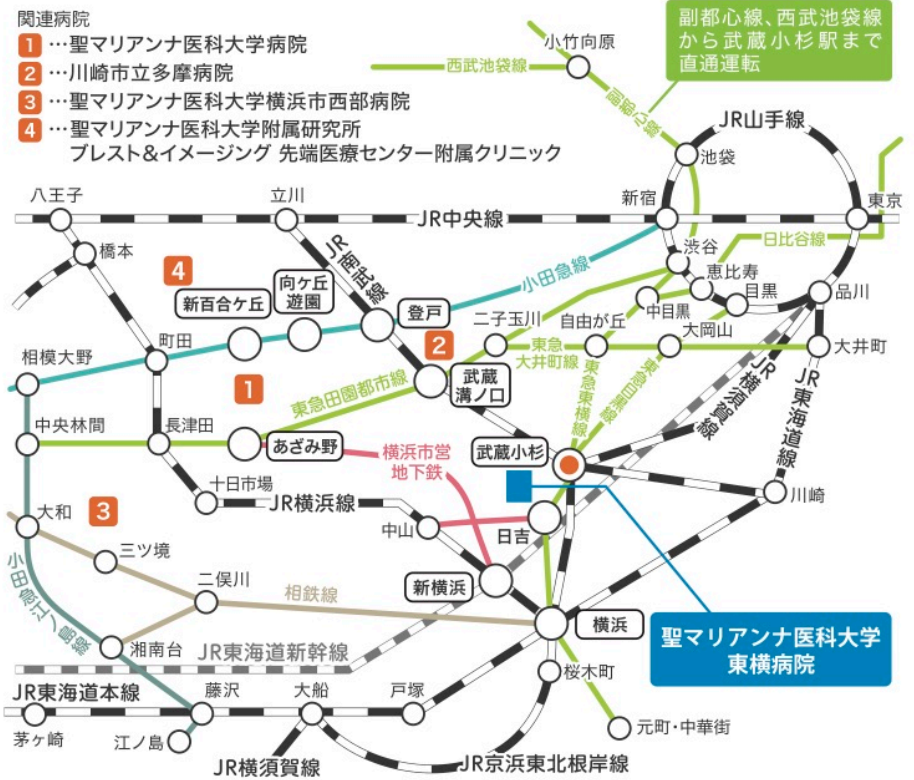 関連病院
1…聖マリアンナ医科大学病院
2…川崎市立多摩病院
3…聖マリアンナ医科大学横浜市西部病院
4…聖マリアンナ医科大学附属研究所
ブレスト&イメージング 先端医療センター附属クリニック
副都心線、西武池袋線
から武蔵小杉駅まで
直通運転
小竹向原
西武池袋線
副都心線
JR山手線
池袋
八王子
立川
JR中央線
新宿
東京
橋本
JR南武線
日比谷線
渋谷
恵比寿
4
小田急線
目黒
品川
新百合ケ丘
向ケ丘
遊園
登戸
中目黒
二子玉川
自由が丘
大岡山
町田
2
東急
大井町線
大井町
相模大野
武蔵
溝ノ口
1
東急田園都市線
東急東横線
東急目黒線
JR横須賀線
JR東海道線
中央林間
長津田
あざみ野
横浜市営
地下鉄
武蔵小杉
十日市場
JR横浜線
川崎
3
大和
中山
日吉
三ツ境
小田急江ノ島線
二俣川
相鉄線
新横浜
横浜
聖マリアンナ医科大学
東横病院
湘南台
JR東海道新幹線
桜木町
JR東海道本線
藤沢
大船
戸塚
元町・中華街
茅ヶ崎
江ノ島
JR横須賀線
JR京浜東北根岸線